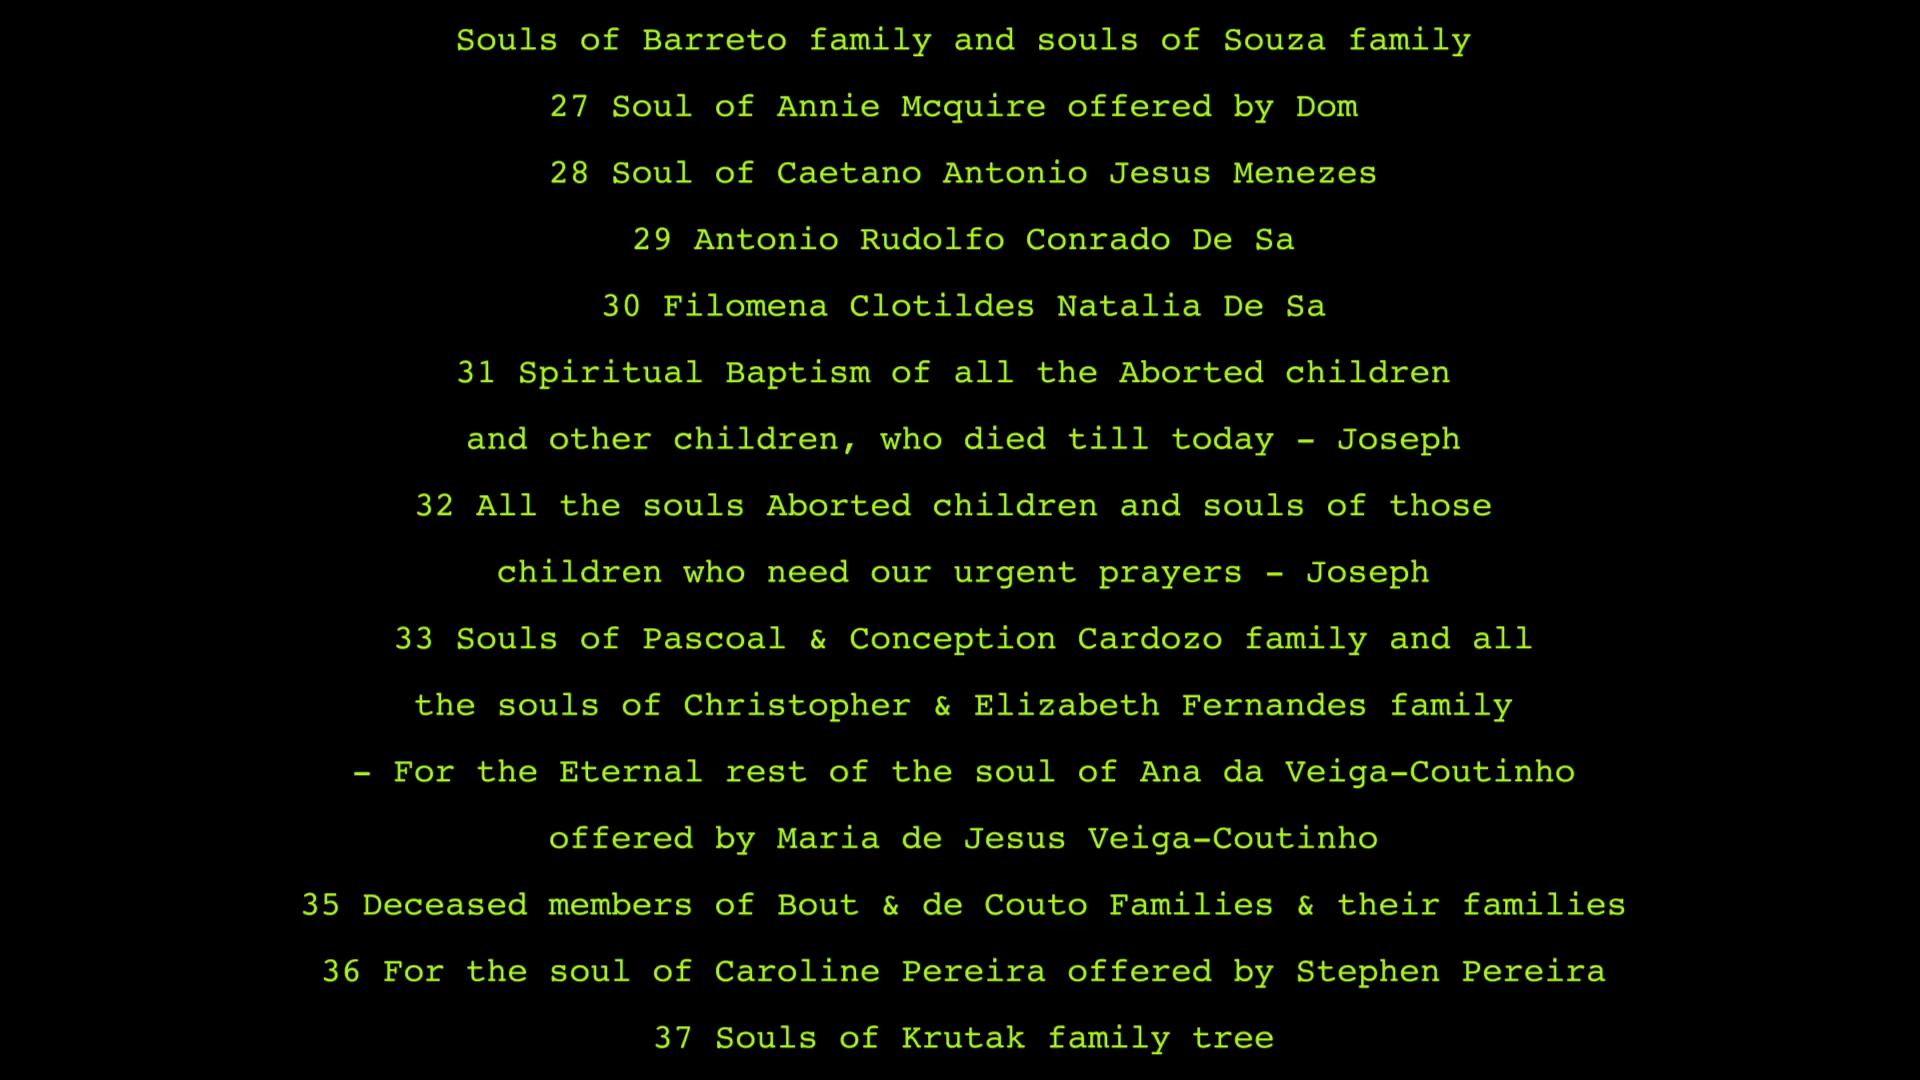 Souls of Barreto family and souls of Souza family
27 Soul of Annie Mcquire offered by Dom
28 Soul of Caetano Antonio Jesus Menezes
29 Antonio Rudolfo Conrado De Sa
30 Filomena Clotildes Natalia De Sa
31 Spiritual Baptism of all the Aborted children
and other children, who died till today - Joseph
32 All the souls Aborted children and souls of those
children who need our urgent prayers - Joseph
33 Souls of Pascoal & Conception Cardozo family and all
the souls of Christopher & Elizabeth Fernandes family
- For the Eternal rest of the soul of Ana da Veiga-Coutinho
offered by Maria de Jesus Veiga-Coutinho
35 Deceased members of Bout & de Couto Families & their families
36 For the soul of Caroline Pereira offered by Stephen Pereira
37 Souls of Krutak family tree